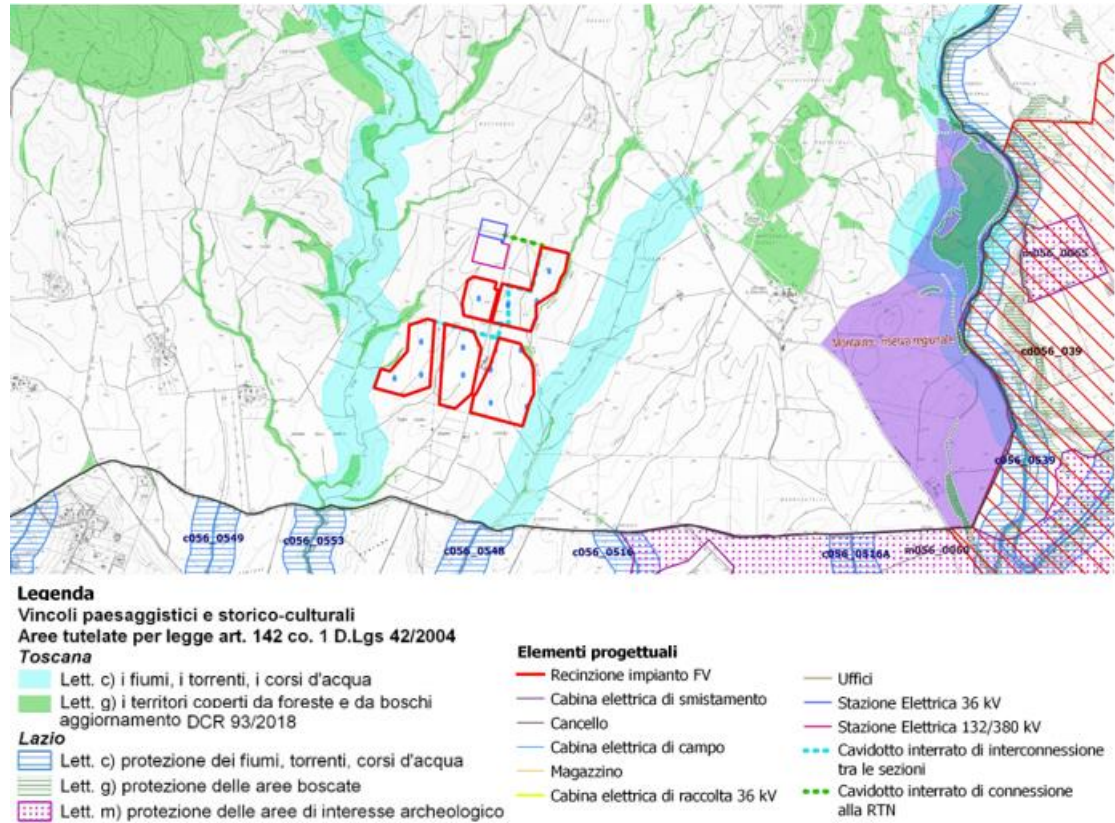 m056_0065
Montauto, riserva regionale
cd056_039
c056_0539
c056_0549
c056_0553
c056_0548
c056_0516
c056_0516A
m056_0060
Legenda
Vincoli paesaggistici e storico-culturali
Aree tutelate per legge art. 142 co. 1 D.Lgs 42/2004
Toscana
Lett. c) i fiumi, i torrenti, i corsi d'acqua
Lett. g) i territori coperti da foreste e da boschi
aggiornamento DCR 93/2018
Lazio
Lett. c) protezione dei fiumi, torrenti, corsi d'acqua
Lett. g) protezione delle aree boscate
Lett. m) protezione delle aree di interesse archeologico
Elementi progettuali
Recinzione impianto FV
Cabina elettrica di smistamento
Cancello
Cabina elettrica di campo
Magazzino
Cabina elettrica di raccolta 36 kV
Uffici
Stazione Elettrica 36 kV
Stazione Elettrica 132/380 kV
Cavidotto interrato di interconnessione
tra le sezioni
Cavidotto interrato di connessione
alla RTN